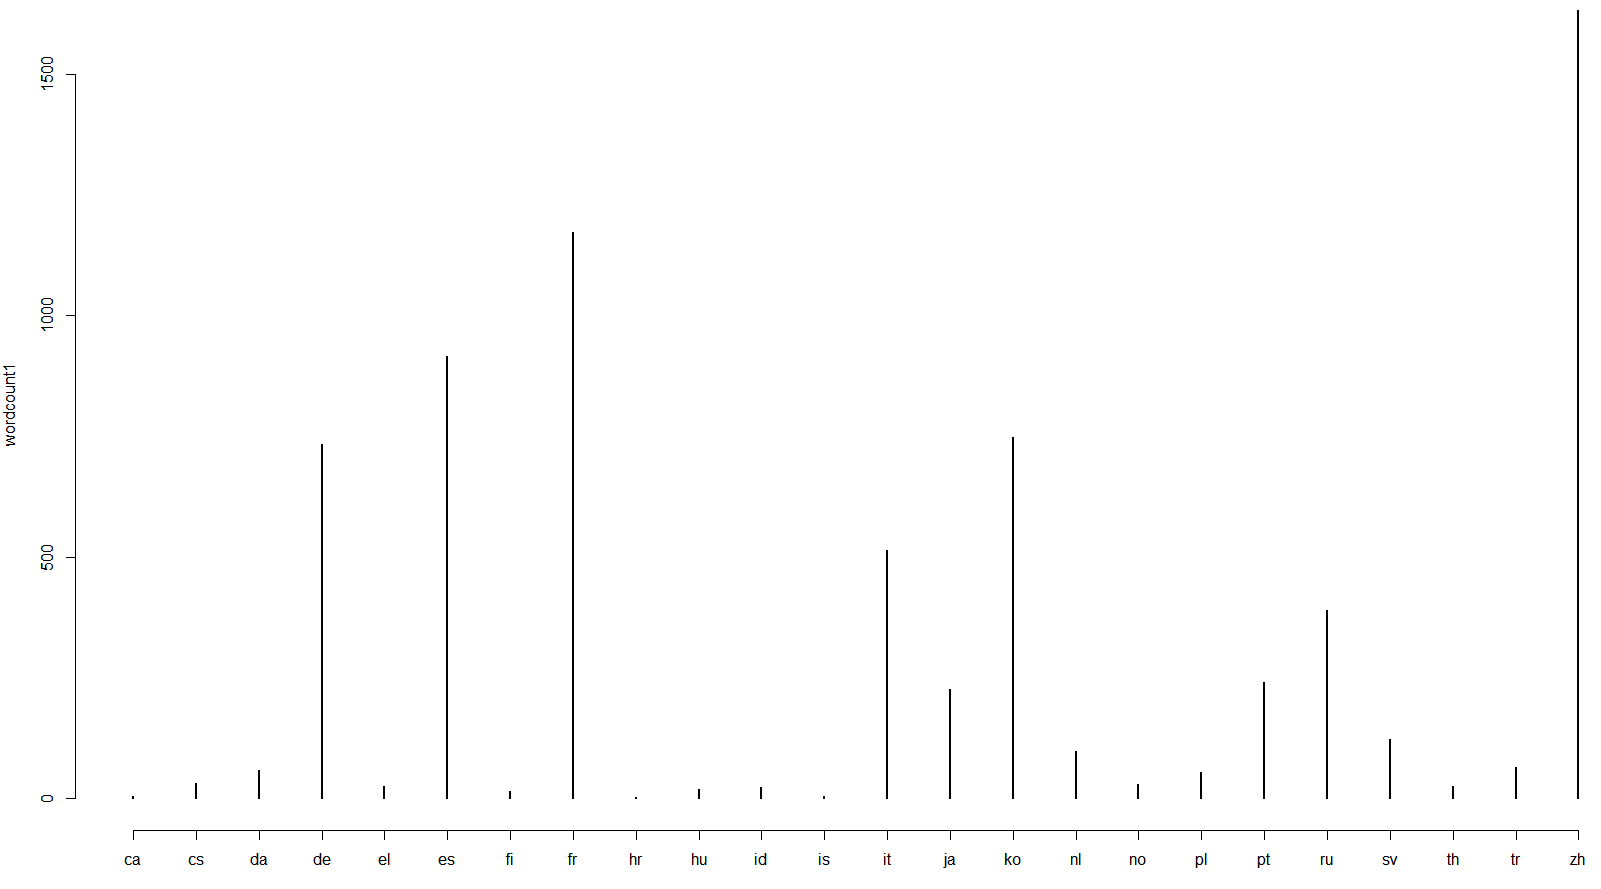 wordcount1
1500
1000
500
0
ca cs da de el es fi fr hr hu id is it ja ko nl no pl pt ru sv th tr zh